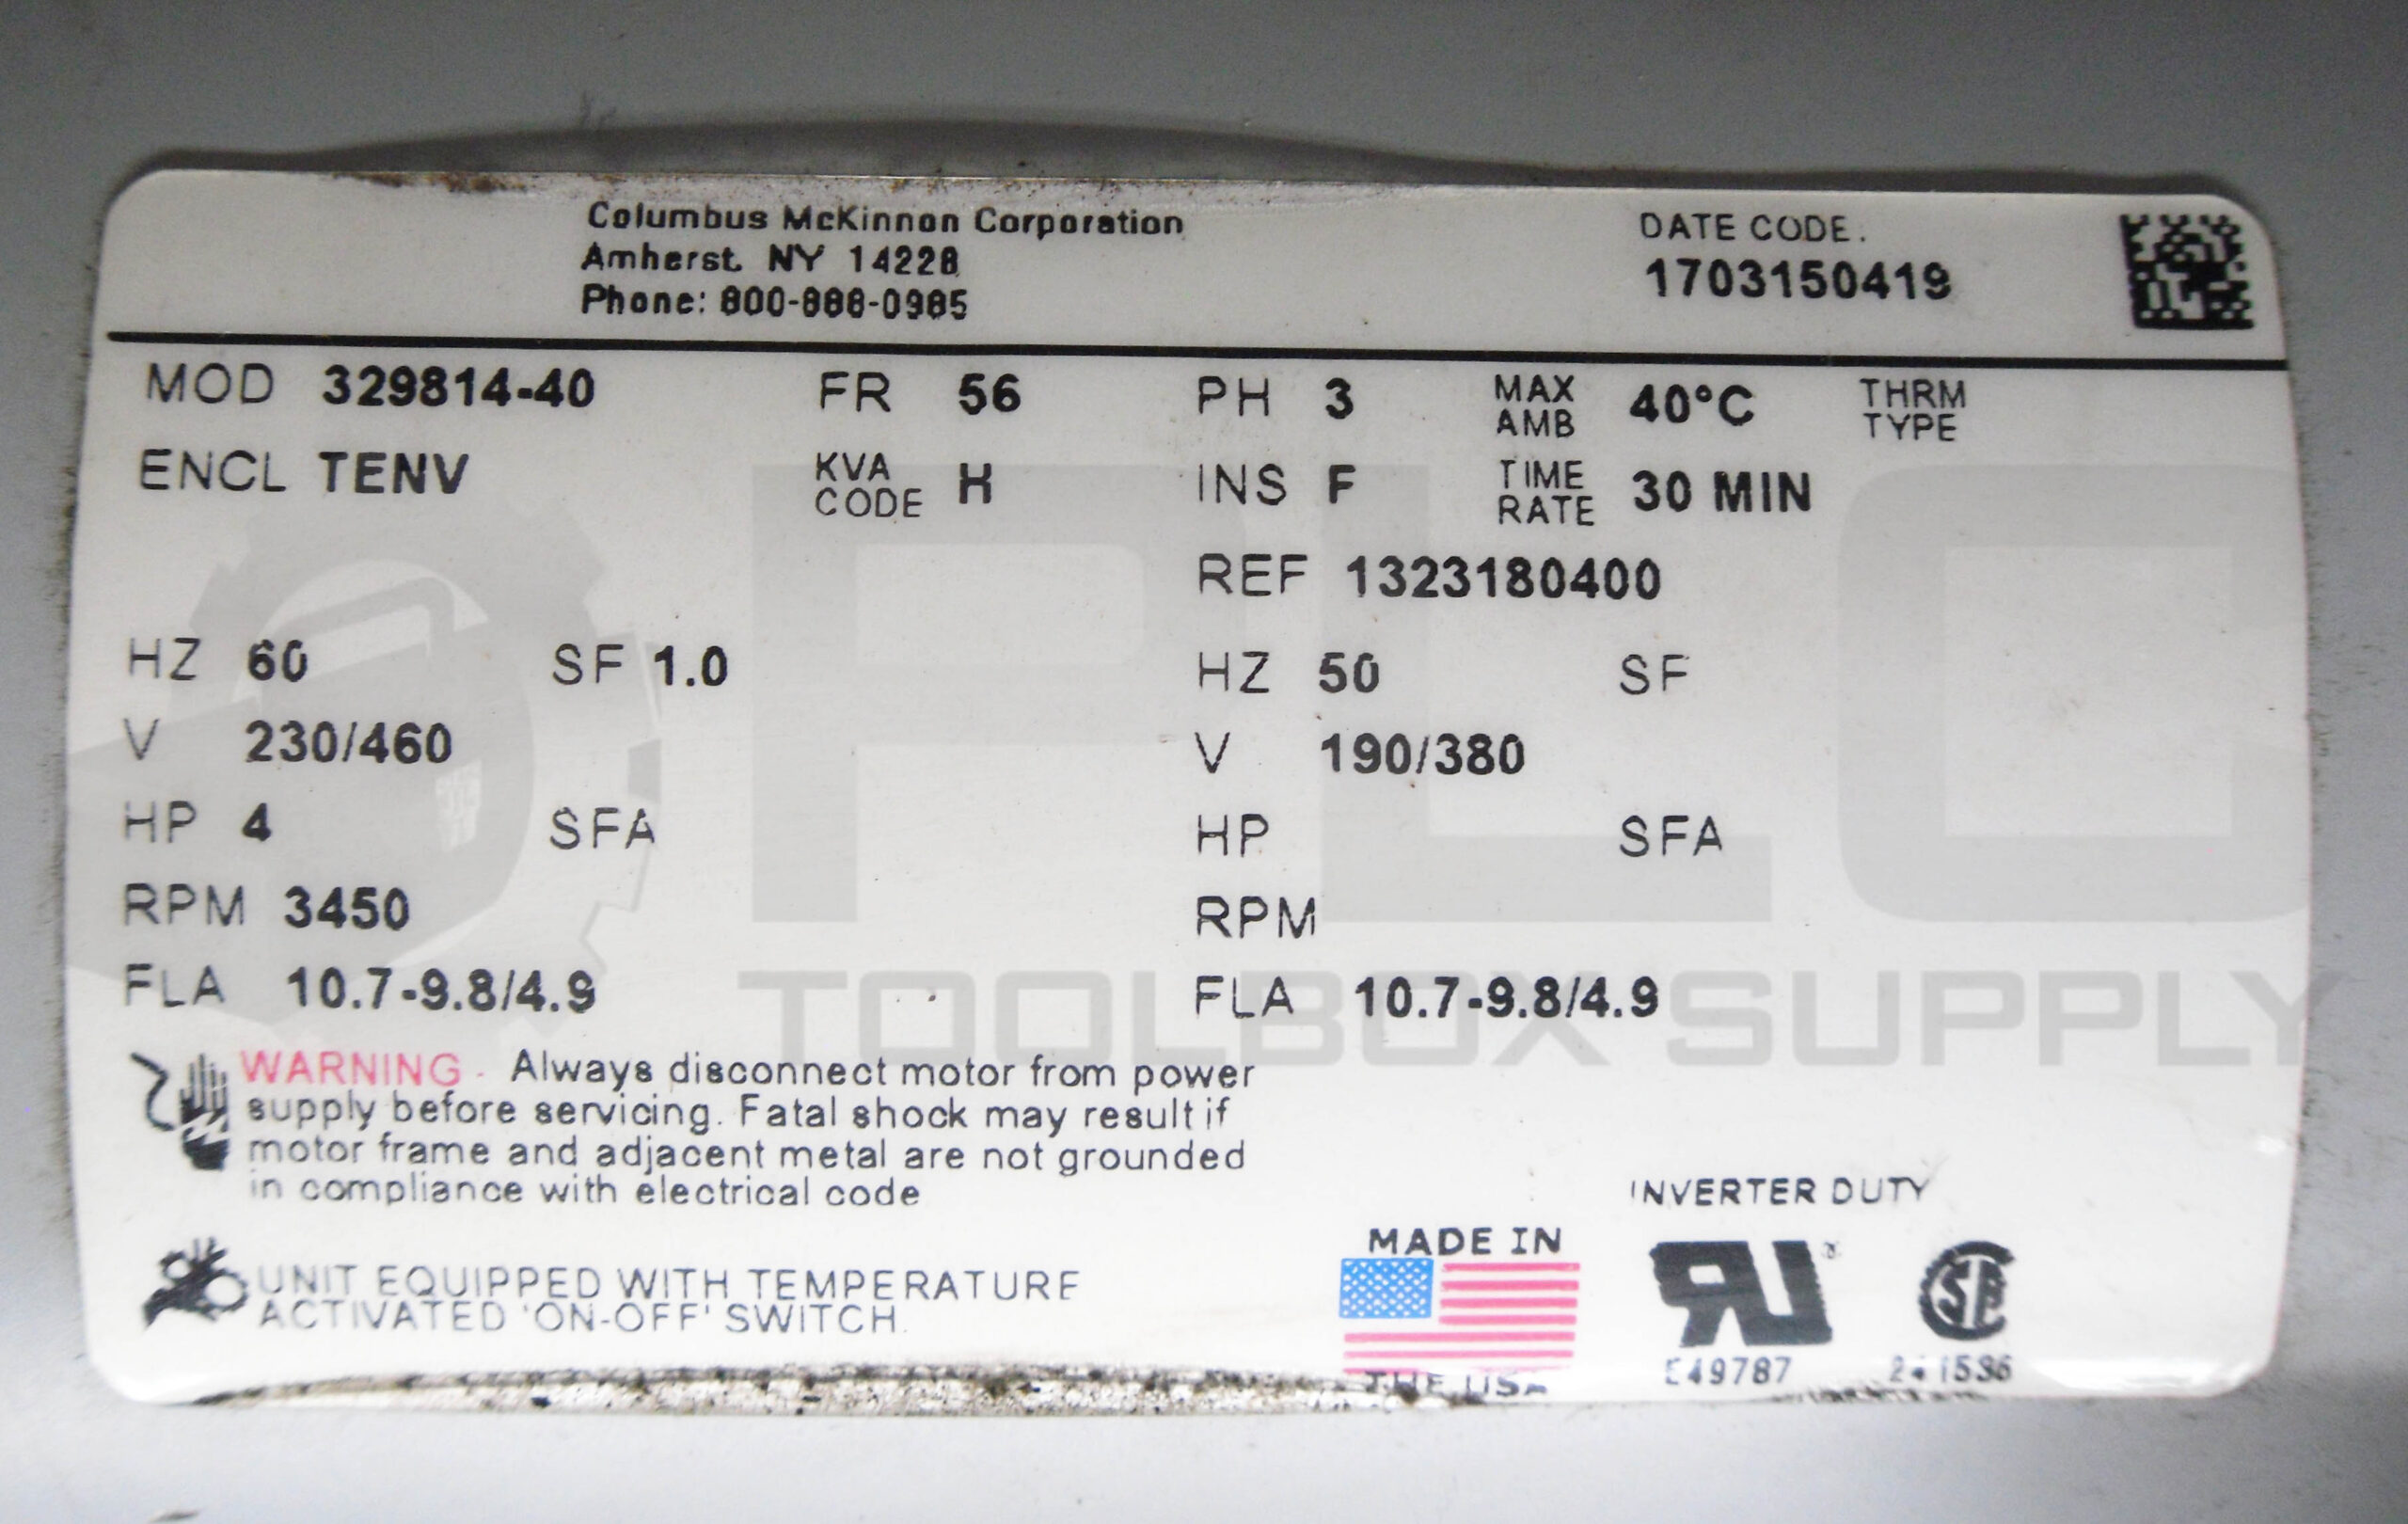 Columbus McKinnon Corporation
Amherst, NY 14228
Phone: 800-888-0985
DATE CODE:
1703150419
MOD 329814-40 FR 56 PH 3 MAX AMB 40°C THRM TYPE
ENCL TENV KVA CODE H INS F TIME RATE 30 MIN
REF 1323180400
HZ 60 SF 1.0 HZ 50 SF
V 230/460 V 190/380
HP 4 SFA HP SFA
RPM 3450 RPM
FLA 10.7-9.8/4.9 FLA 10.7-9.8/4.9
WARNING - Always disconnect motor from power
supply before servicing. Fatal shock may result if
motor frame and adjacent metal are not grounded
in compliance with electrical code
UNIT EQUIPPED WITH TEMPERATURE
ACTIVATED 'ON-OFF' SWITCH.
INVERTER DUTY
MADE IN
THE USA
E49787
PLC
TOOLBOX SUPPLY